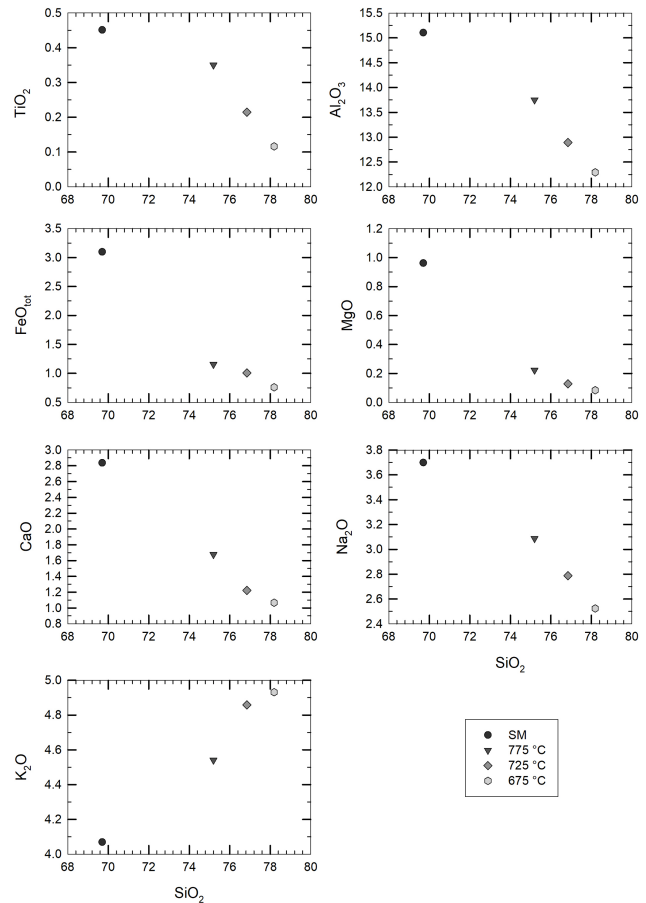 0.5
0.4
0.3
0.2
0.1
0.0
TiO2
68 70 72 74 76 78 80
15.5
15.0
14.5
14.0
13.5
13.0
12.5
12.0
Al2O3
68 70 72 74 76 78 80
3.5
3.0
2.5
2.0
1.5
1.0
0.5
FeOtot
68 70 72 74 76 78 80
1.2
1.0
0.8
0.6
0.4
0.2
0.0
MgO
68 70 72 74 76 78 80
3.0
2.8
2.6
2.4
2.2
2.0
1.8
1.6
1.4
1.2
1.0
0.8
CaO
68 70 72 74 76 78 80
3.8
3.6
3.4
3.2
3.0
2.8
2.6
2.4
Na2O
68 70 72 74 76 78 80
SiO2
5.0
4.8
4.6
4.4
4.2
4.0
K2O
68 70 72 74 76 78 80
SiO2
SM
775 °C
725 °C
675 °C